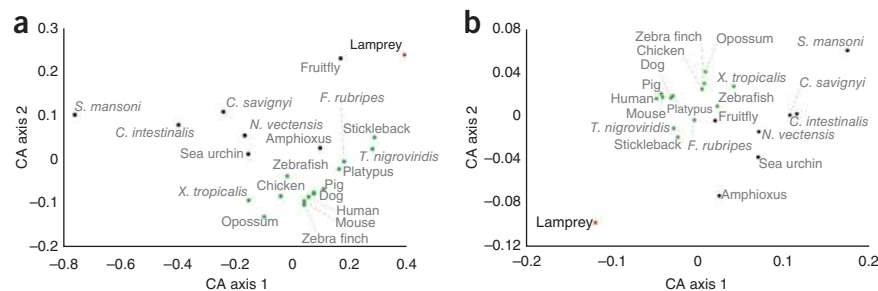 a
0.3
0.2
0.1
0
–0.1
–0.2
CA axis 2
Lamprey
Fruitfly
F. rubripes
S. mansoni
C. savignyi
C. intestinalis
N. vectensis
Amphioxus
Stickleback
Sea urchin
T. nigroviridis
Zebrafish
Platypus
X. tropicalis
Chicken
Pig
Dog
Human
Opossum
Mouse
Zebra finch
–0.8
–0.6
–0.4
–0.2
0
0.2
0.4
CA axis 1
b
0.08
0.04
0
–0.04
–0.08
–0.12
CA axis 2
Zebra finch
Opossum
S. mansoni
Chicken
Dog
X. tropicalis
C. savignyi
Pig
Human
Zebrafish
Platypus
Mouse
Fruitfly
C. intestinalis
T. nigroviridis
N. vectensis
Stickleback
F. rubripes
Sea urchin
Amphioxus
Lamprey
–0.2
–0.1
0
0.1
0.2
CA axis 1